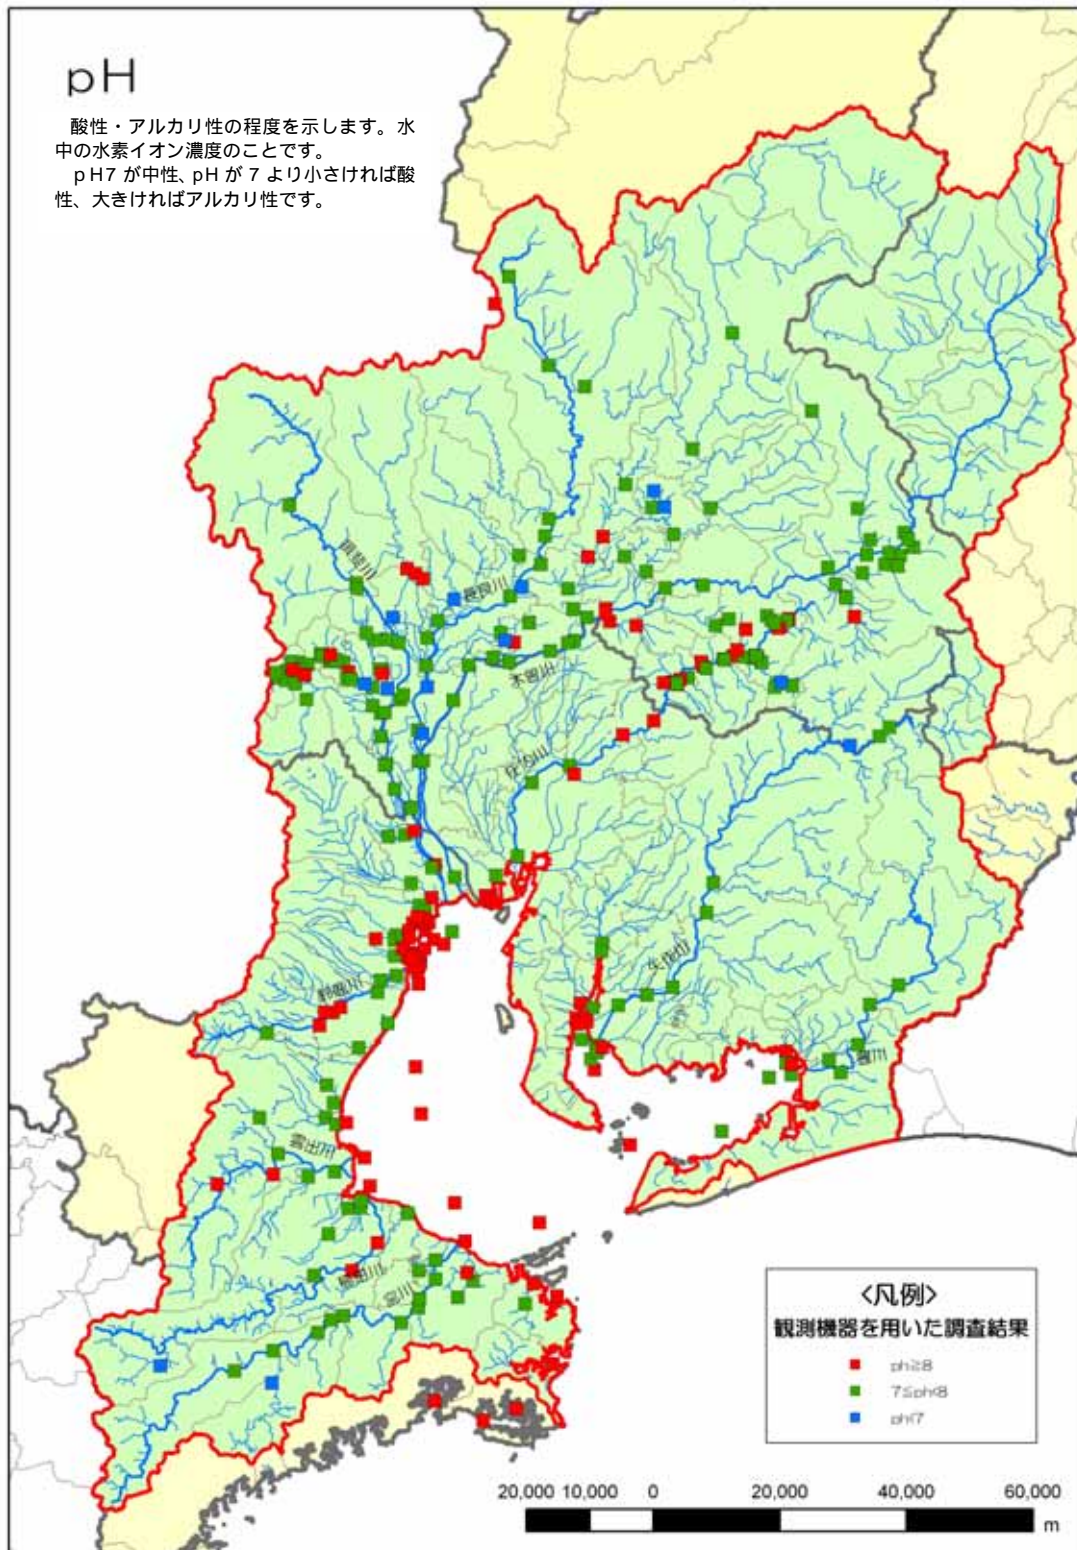 pH
酸性・アルカリ性の程度を示します。水
中の水素イオン濃度のことです。
pH7 が中性、pH が 7 より小さければ酸
性、大きければアルカリ性です。
揖斐川
長良川
木曽川
庄内川
矢作川
鈴鹿川
豊川
雲出川
櫛田川
宮川
<凡例>
観測機器を用いた調査結果
ph≧8
7≦ph<8
ph<7
20,000 10,000 0 20,000 40,000 60,000
m